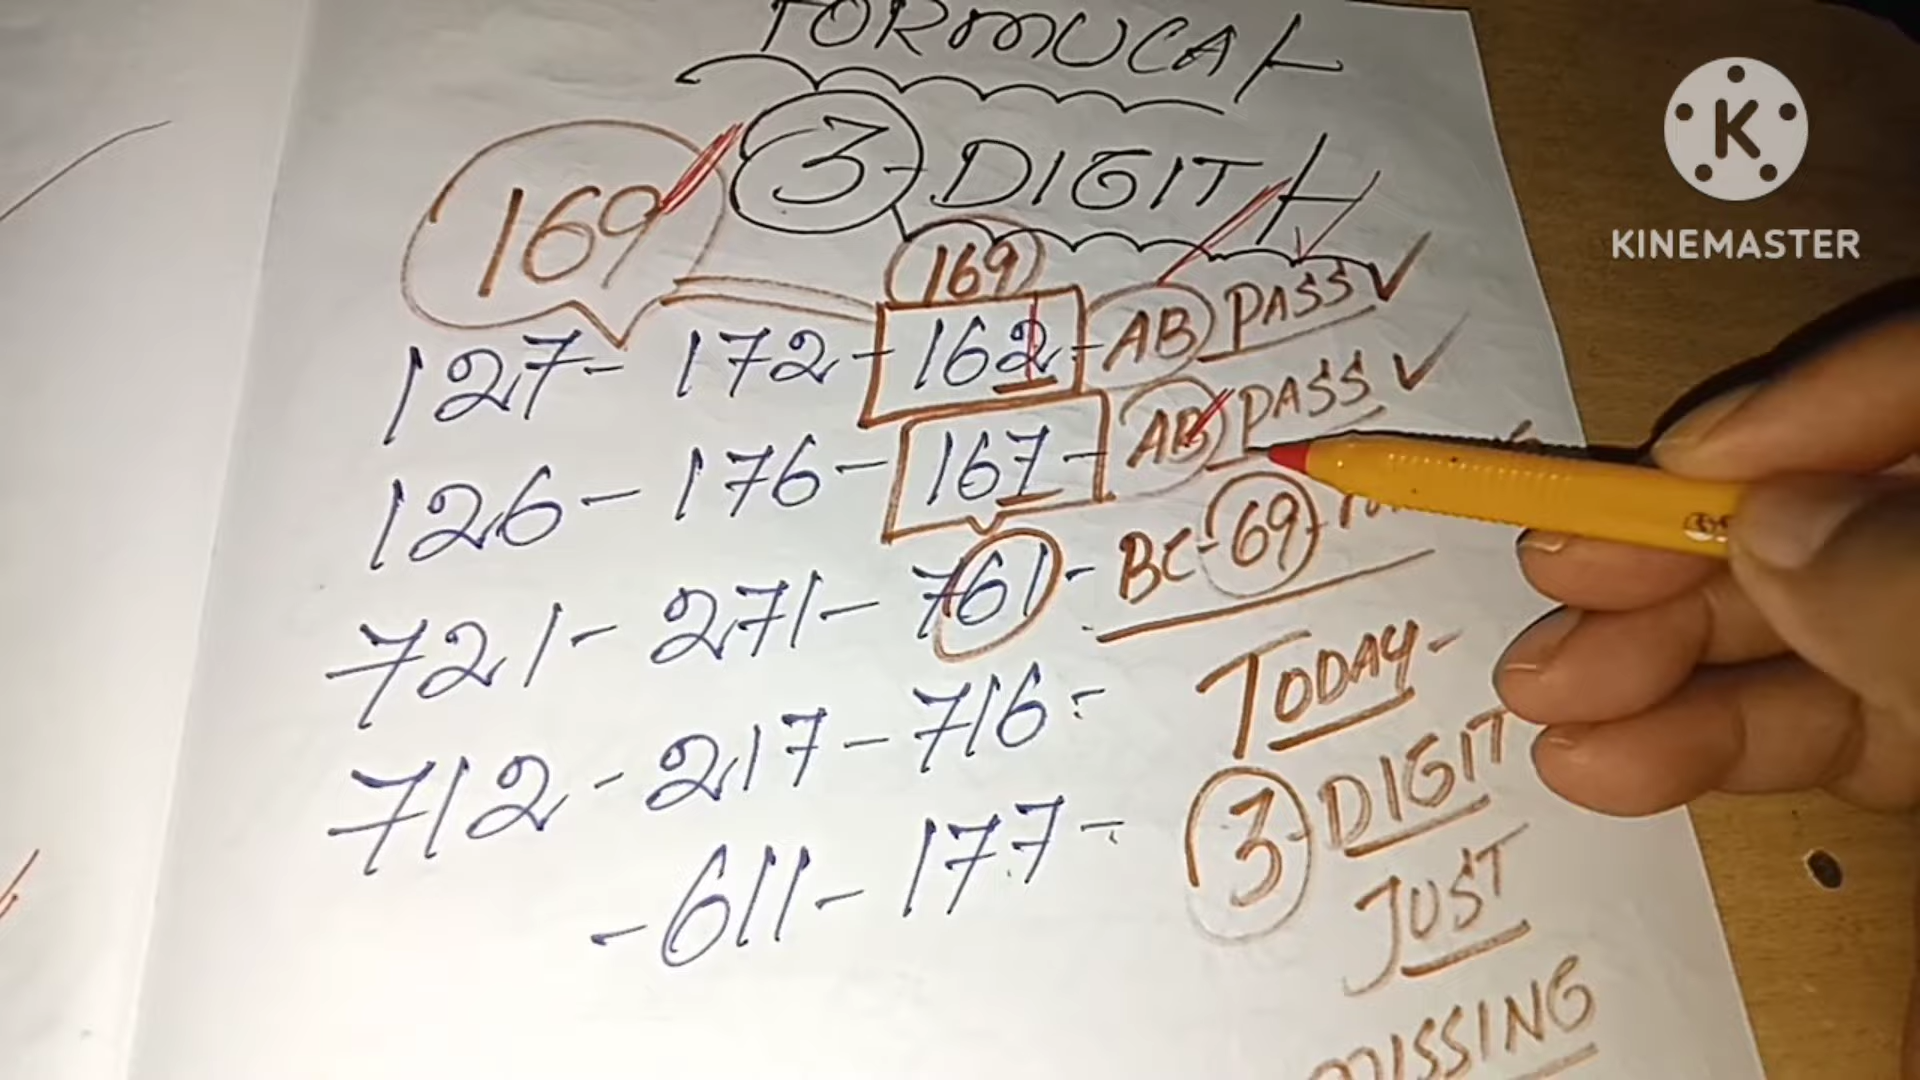 FORMULA
3-DIGIT
169
169
127- 172- 162- AB PASS ✓
126- 176- 167- AB PASS ✓
721- 271- 761- BC-69-
712- 217- 716-
-611- 177-
TODAY-
3-DIGIT
JUST
MISSING
K
KINEMASTER